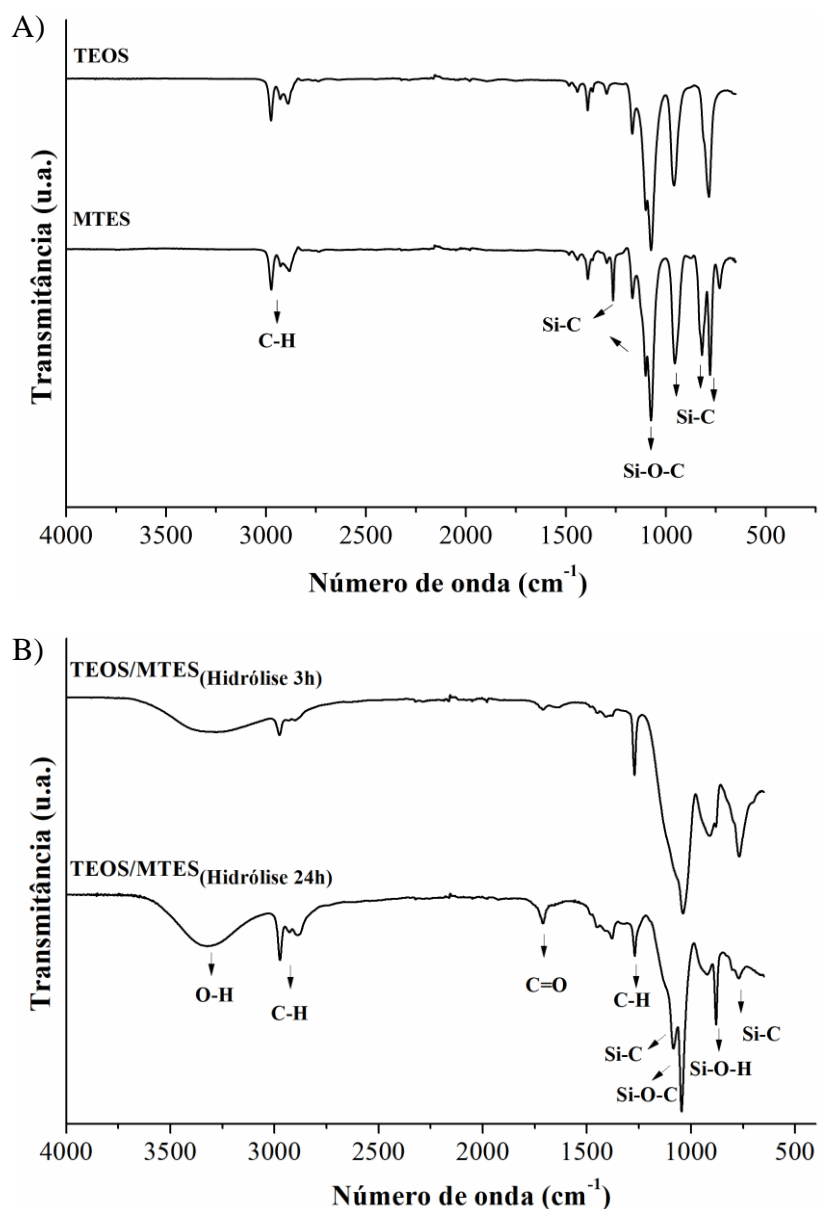 A)
TEOS
MTES
C-H
Si-C
Si-C
Si-O-C
Transmitância (u.a.)
4000 3500 3000 2500 2000 1500 1000 500
Número de onda (cm⁻¹)
B)
TEOS/MTES(Hidrólise 3h)
TEOS/MTES(Hidrólise 24h)
O-H
C-H
C=O
C-H
Si-C
Si-O-C
Si-O-H
Si-C
Transmitância (u.a.)
4000 3500 3000 2500 2000 1500 1000 500
Número de onda (cm⁻¹)